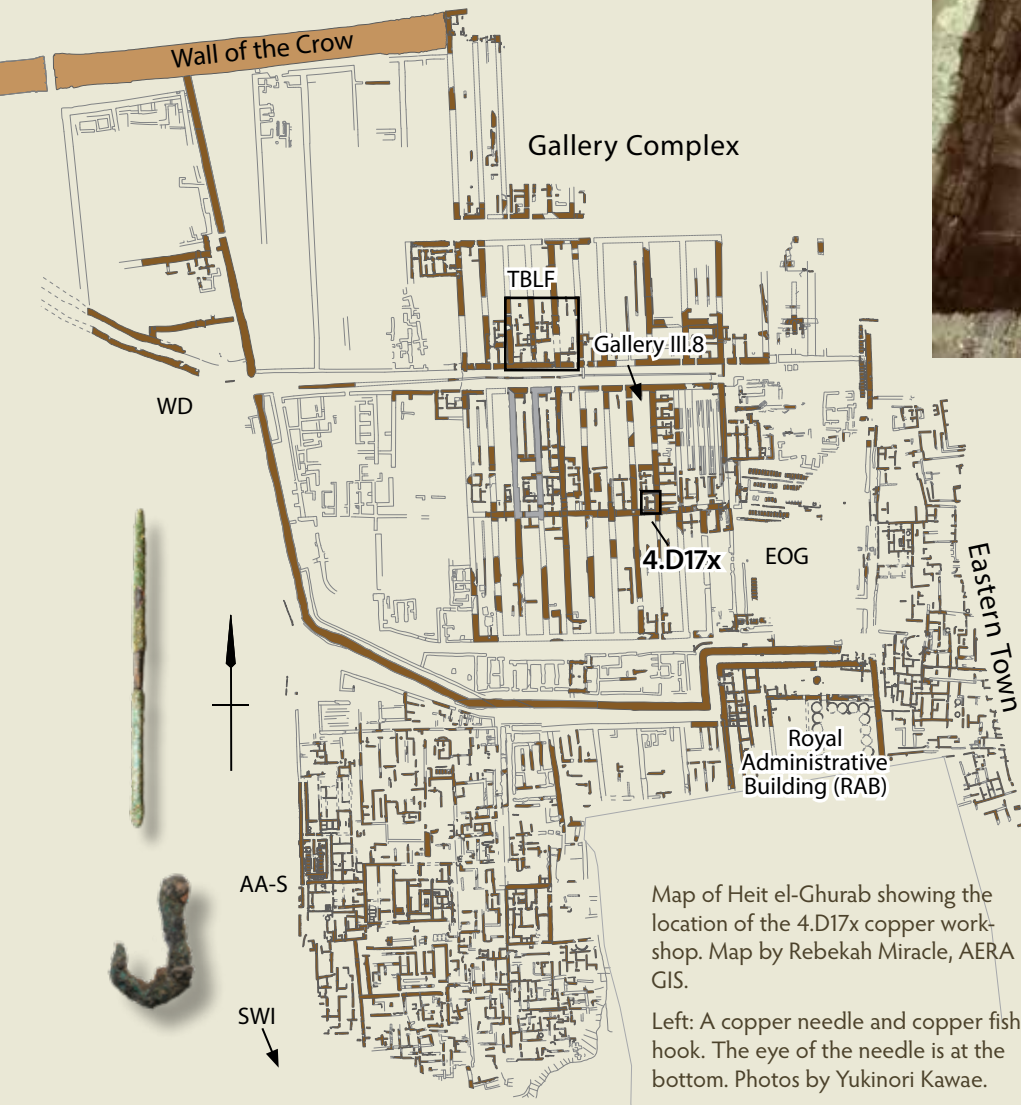 Wall of the Crow
Gallery Complex
TBLF
Gallery III.8
WD
4.D17x
EOG
Eastern Town
Royal
Administrative
Building (RAB)
AA-S
SWI
Map of Heit el-Ghurab showing the
location of the 4.D17x copper work-
shop. Map by Rebekah Miracle, AERA
GIS.
Left: A copper needle and copper fish
hook. The eye of the needle is at the
bottom. Photos by Yukinori Kawae.